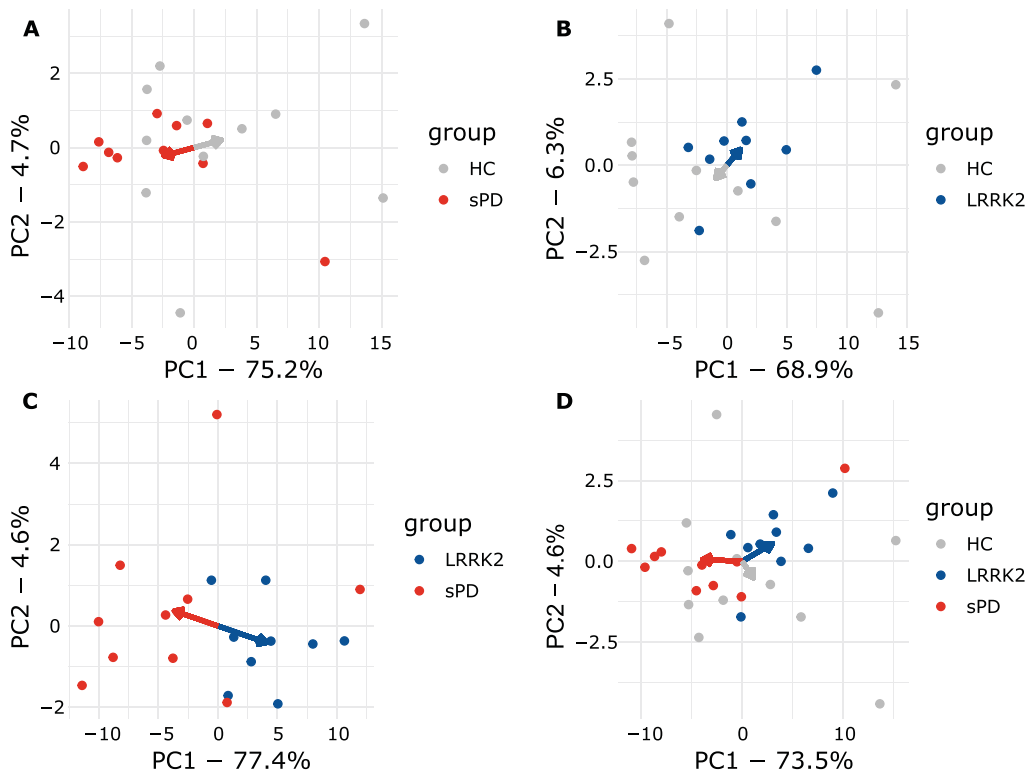 A
2
0
−2
−4
−10
−5
0
5
10
15
PC2 − 4.7%
PC1 − 75.2%
group
HC
sPD
B
2.5
0.0
−2.5
−5
0
5
10
15
PC2 − 6.3%
PC1 − 68.9%
group
HC
LRRK2
C
4
2
0
−2
−10
−5
0
5
10
PC2 − 4.6%
PC1 − 77.4%
group
LRRK2
sPD
D
2.5
0.0
−2.5
−10
0
10
PC2 − 4.6%
PC1 − 73.5%
group
HC
LRRK2
sPD